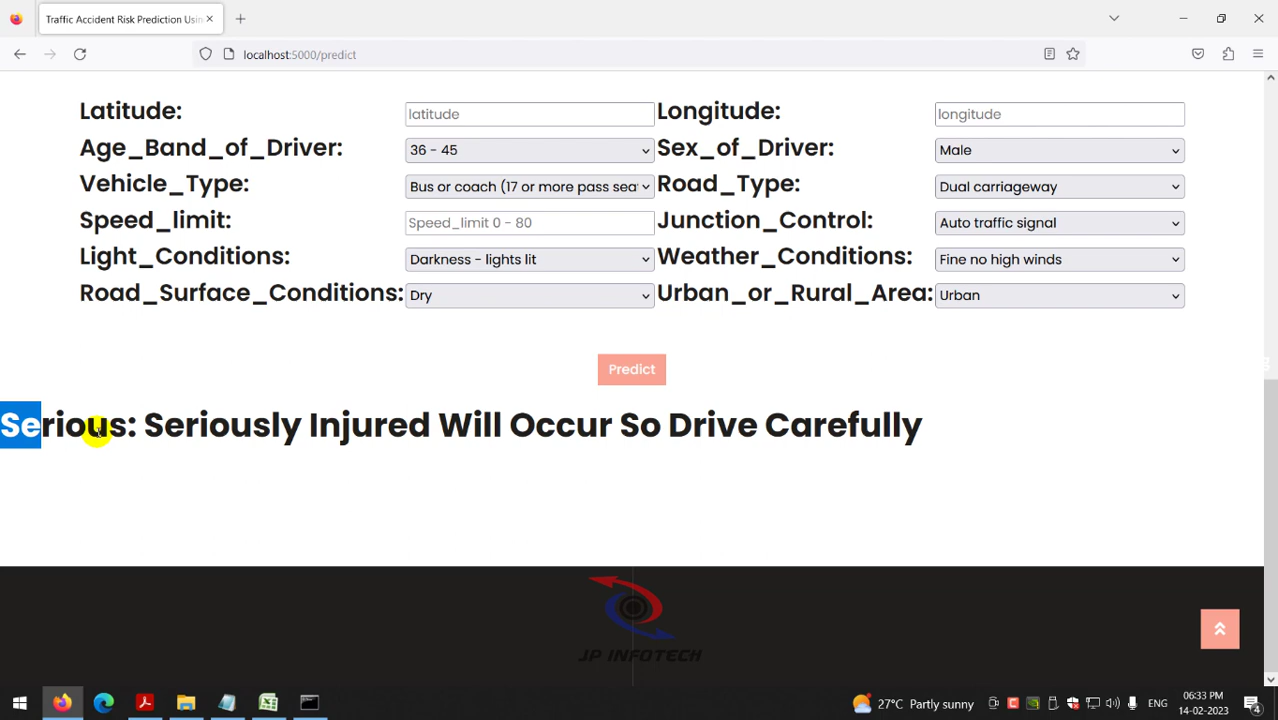 Traffic Accident Risk Prediction Usin
localhost:5000/predict
Latitude: latitude Longitude: longitude
Age_Band_of_Driver: 36 - 45 Sex_of_Driver: Male
Vehicle_Type: Bus or coach (17 or more pass sea Road_Type: Dual carriageway
Speed_limit: Speed_limit 0 - 80 Junction_Control: Auto traffic signal
Light_Conditions: Darkness - lights lit Weather_Conditions: Fine no high winds
Road_Surface_Conditions: Dry Urban_or_Rural_Area: Urban
Predict
Serious: Seriously Injured Will Occur So Drive Carefully
JP INFOTECH
27°C Partly sunny
ENG
06:33 PM
14-02-2023
4